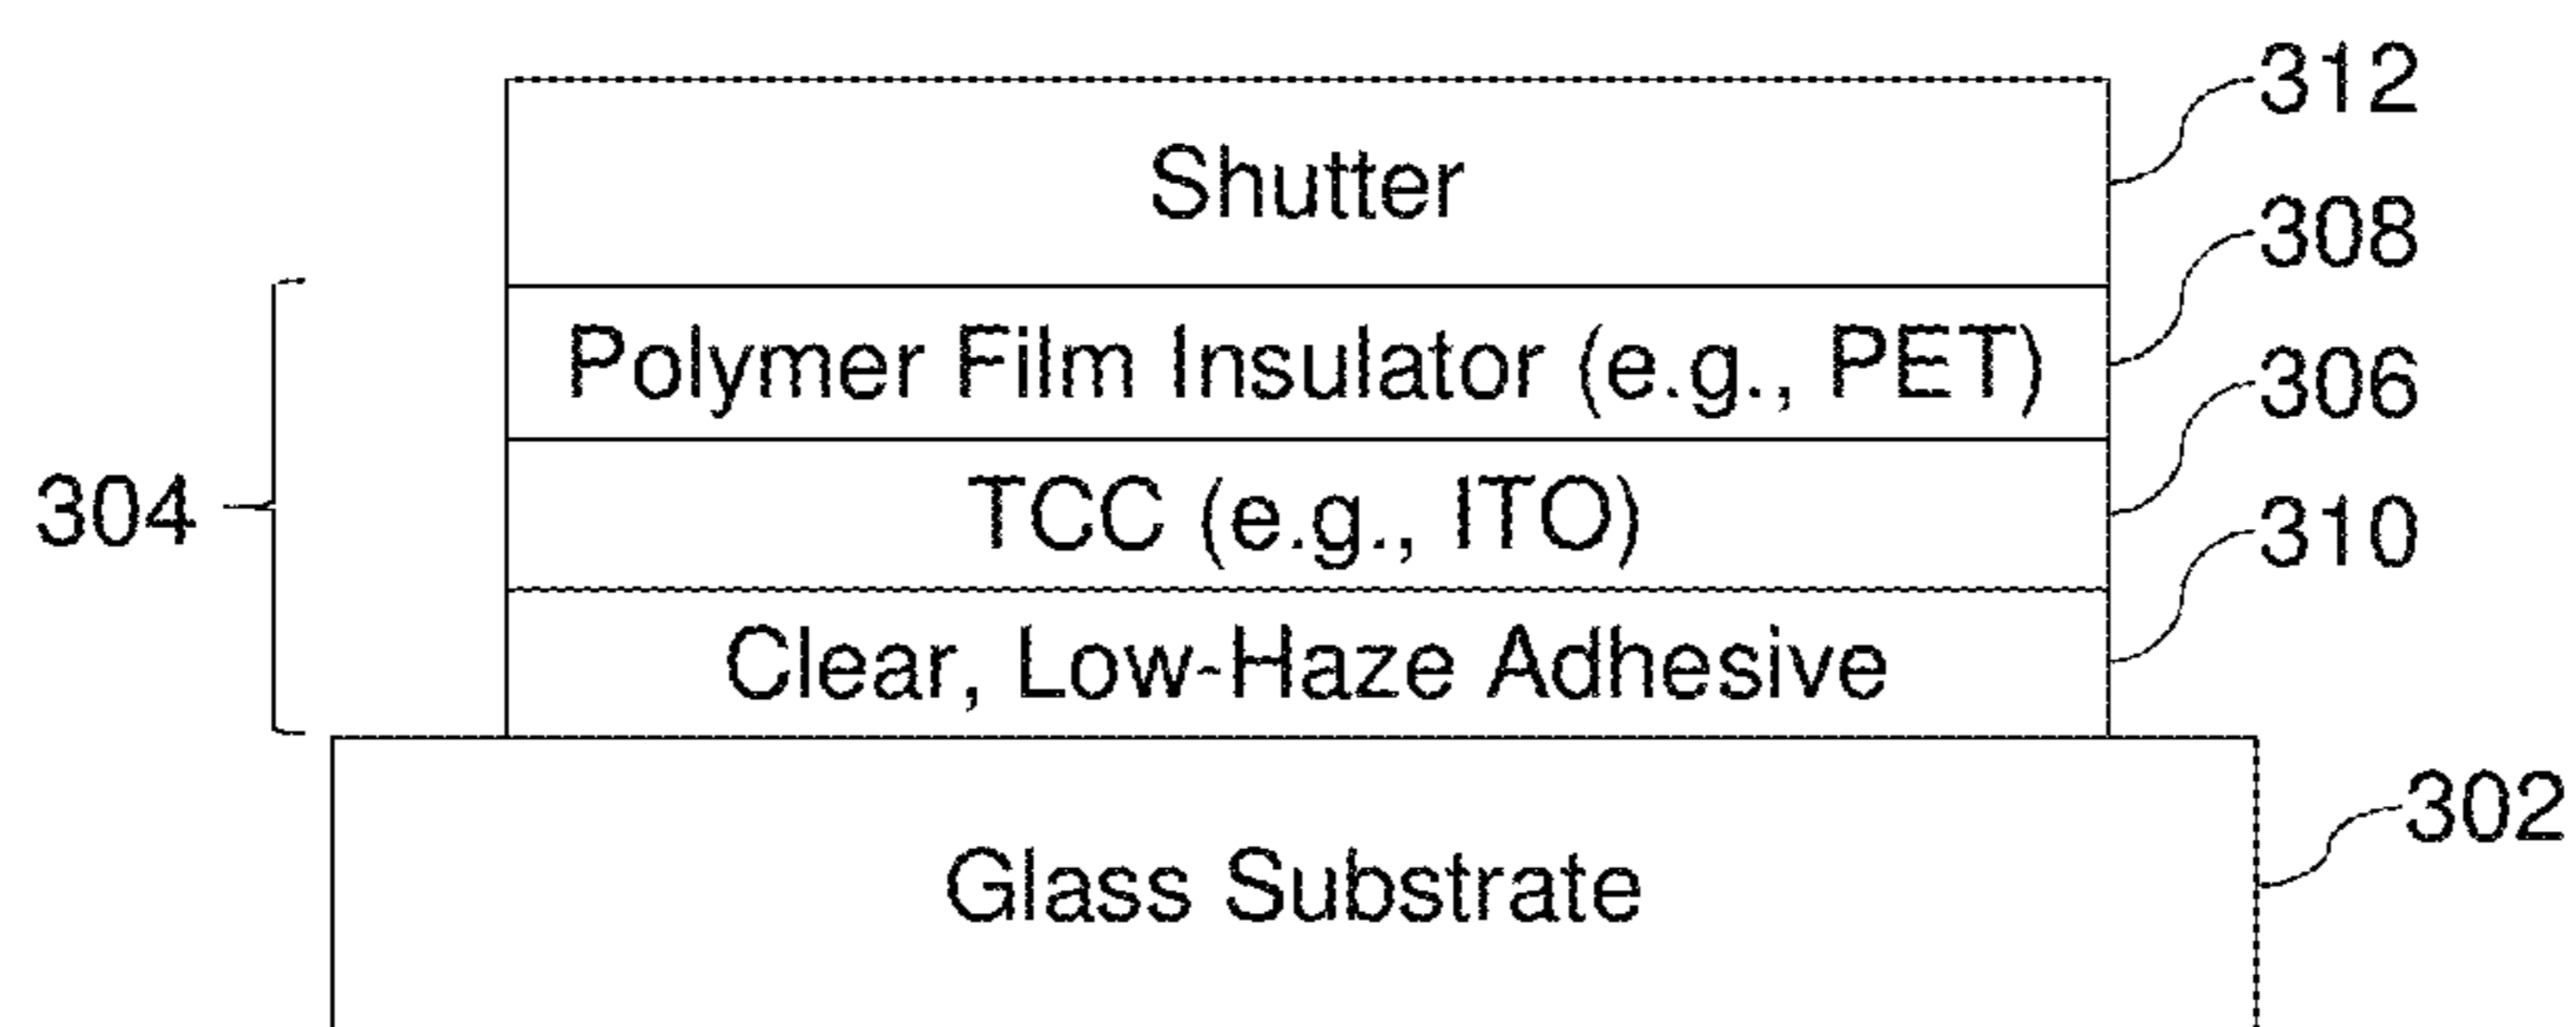 312
Shutter
308
Polymer Film Insulator (e.g., PET)
306
304
TCC (e.g., ITO)
310
Clear, Low-Haze Adhesive
302
Glass Substrate